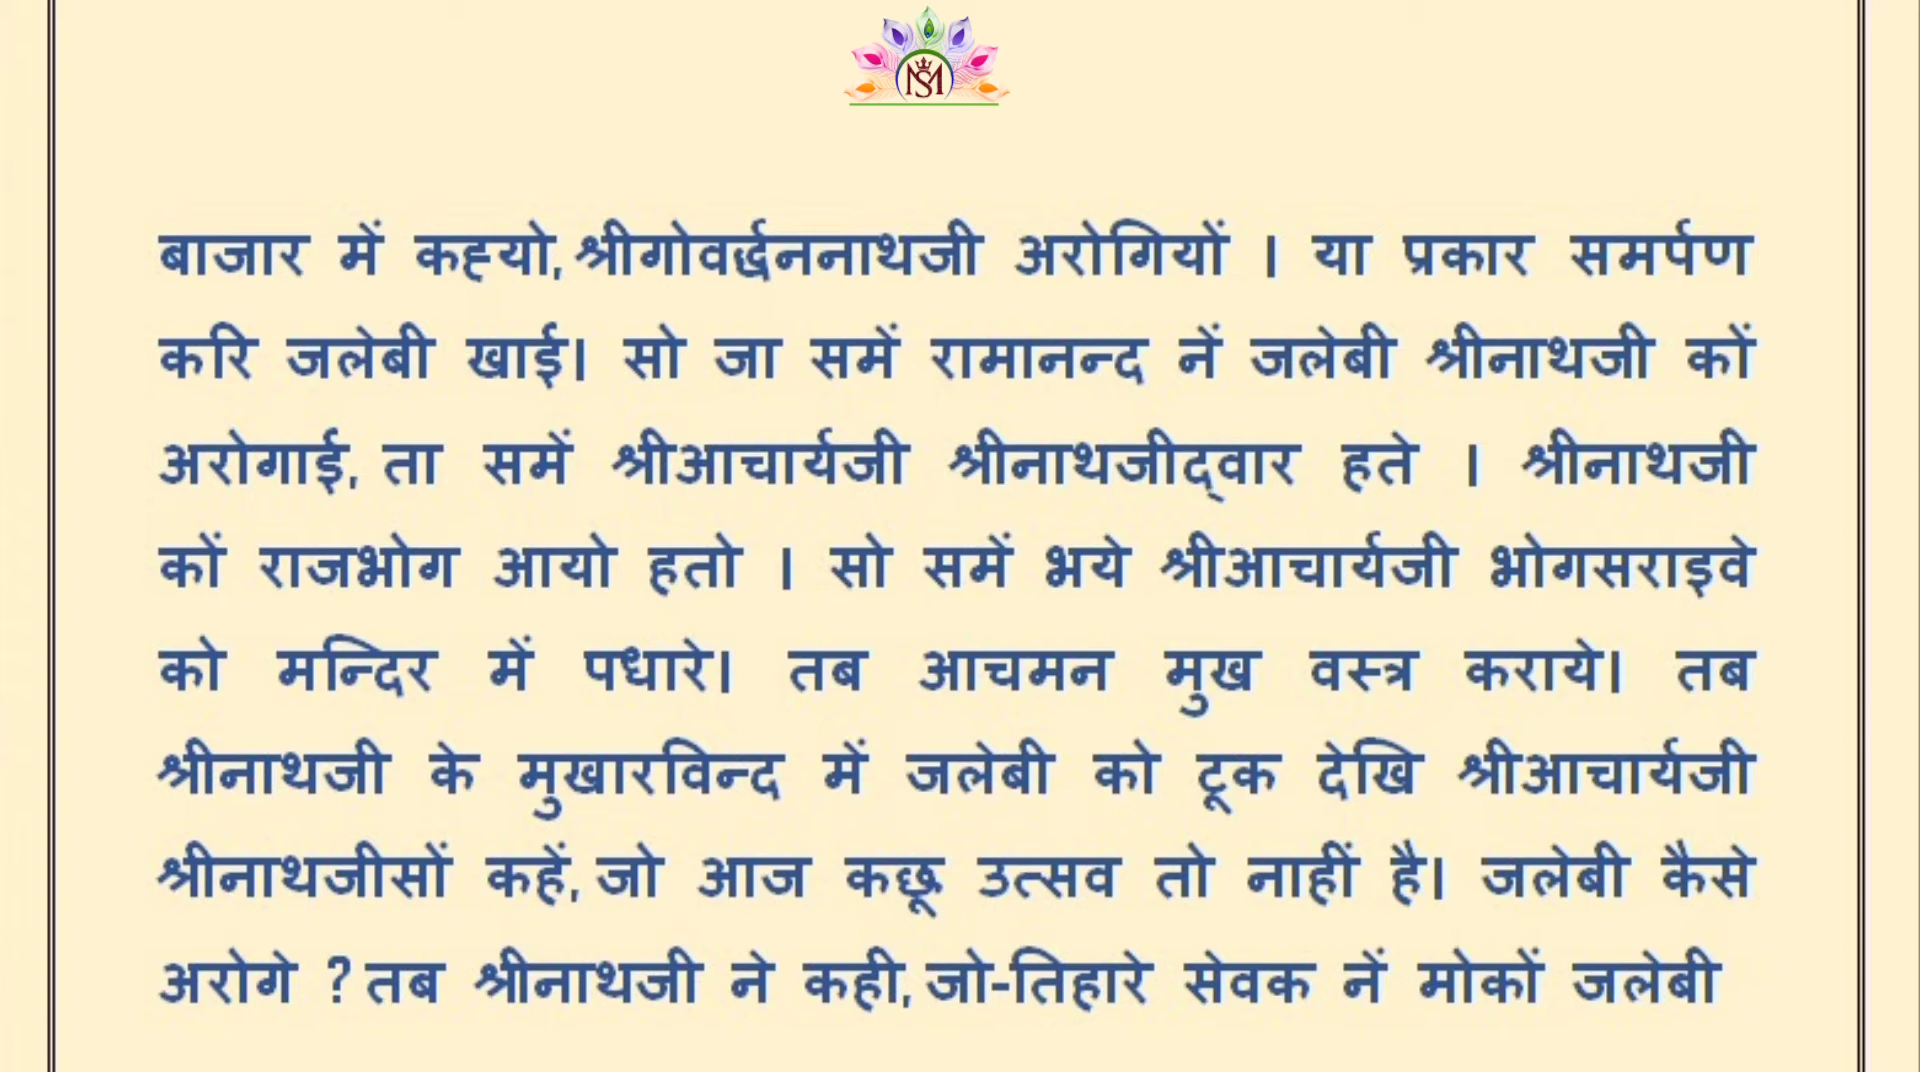 बाजार में कह्यो, श्रीगोवर्द्धननाथजी अरोगियों । या प्रकार समर्पण
करि जलेबी खाई। सो जा समें रामानन्द नें जलेबी श्रीनाथजी कों
अरोगाई, ता समें श्रीआचार्यजी श्रीनाथजीद्‌वार हते । श्रीनाथजी
कों राजभोग आयो हतो । सो समें भये श्रीआचार्यजी भोगसराइवे
को मन्दिर में पधारे। तब आचमन मुख वस्त्र कराये। तब
श्रीनाथजी के मुखारविन्द में जलेबी को टूक देखि श्रीआचार्यजी
श्रीनाथजीसों कहें, जो आज कछू उत्सव तो नाहीं है। जलेबी कैसे
अरोगे ? तब श्रीनाथजी ने कही, जो-तिहारे सेवक नें मोकों जलेबी